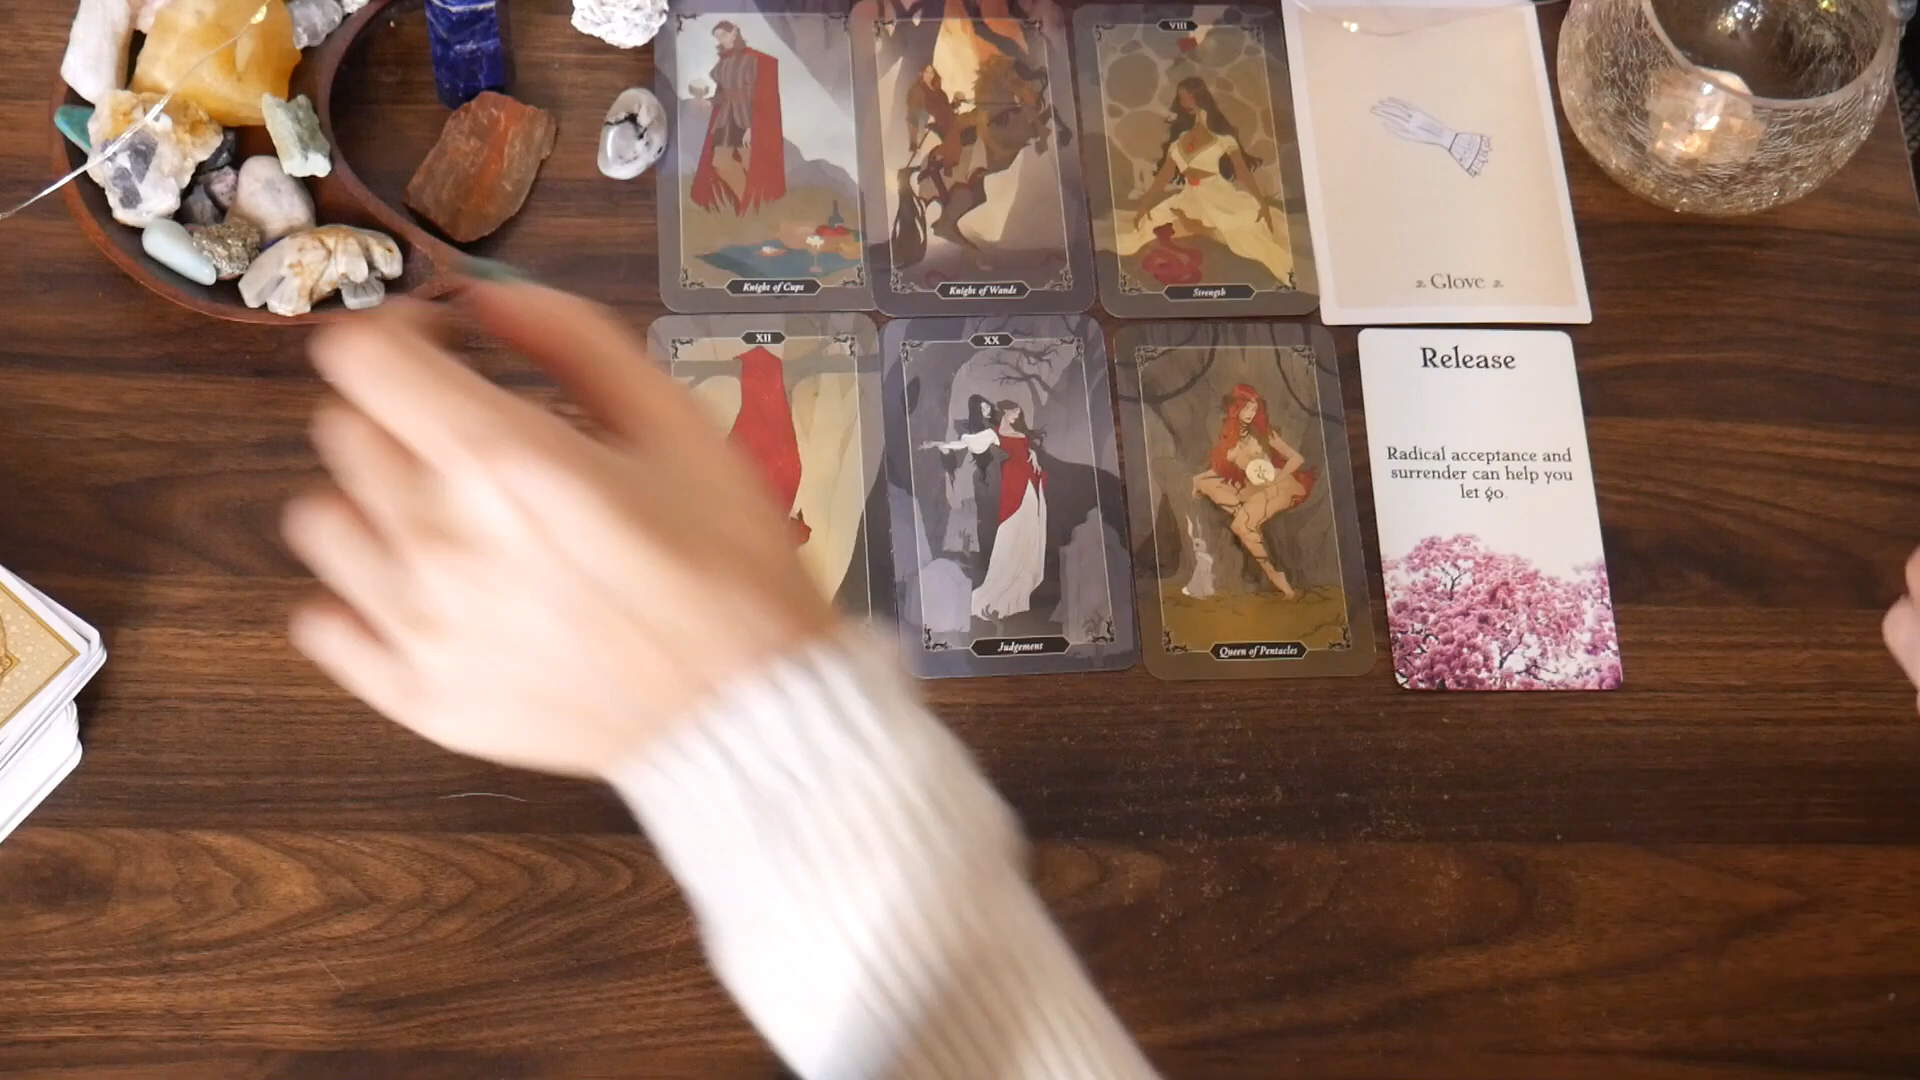 VIII
Knight of Cups
Knight of Wands
Strength
Glove
XII
XX
Judgement
Queen of Pentacles
Release
Radical acceptance and
surrender can help you
let go.